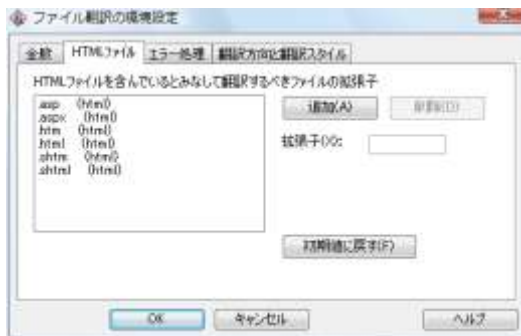 ファイル翻訳の環境設定
全般 HTMLファイル エラー処理 翻訳方向と翻訳スタイル
HTMLファイルを含んでいるとみなして翻訳するべきファイルの拡張子
.asp (html)
.aspx (html)
.htm (html)
.html (html)
.shtm (html)
.shtml (html)
追加(A) 削除(D)
拡張子(X):
初期値に戻す(F)
OK キャンセル ヘルプ